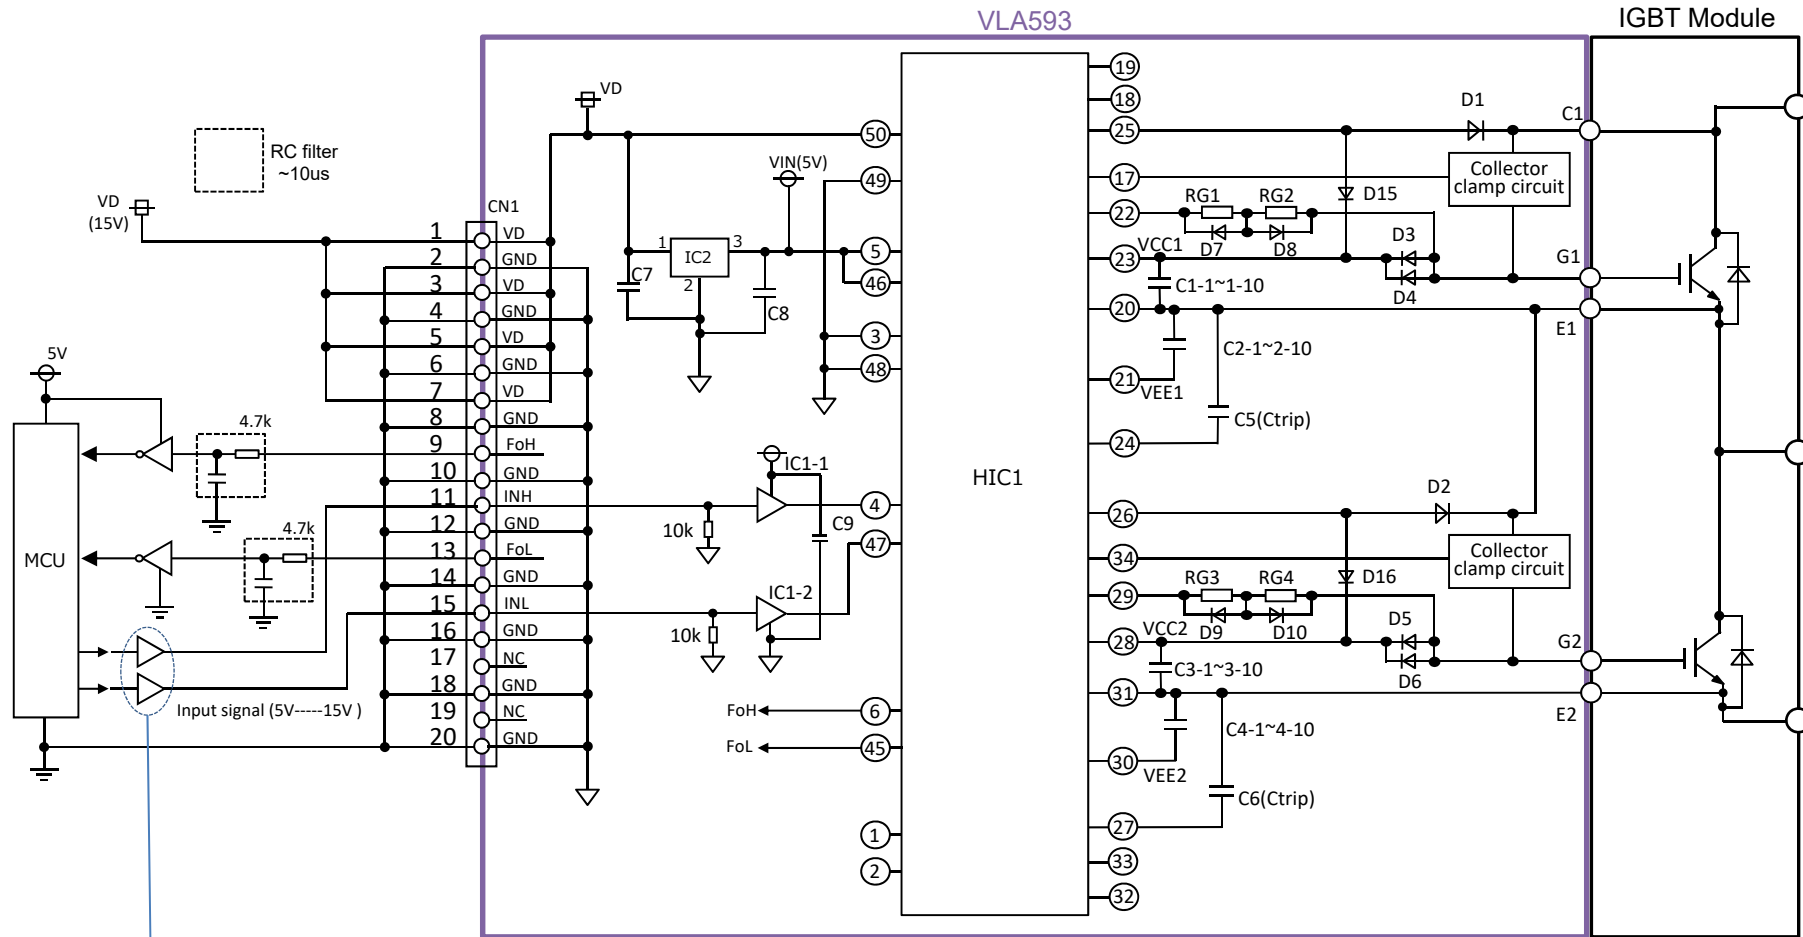 VLA593
IGBT Module
RC filter
~10us
VD
(15V)
5V
MCU
4.7k
4.7k
Input signal (5V-----15V )
CN1
1 VD
2 GND
3 VD
4 GND
5 VD
6 GND
7 VD
8 GND
9 FoH
10 GND
11 INH
12 GND
13 FoL
14 GND
15 INL
16 GND
17 NC
18 GND
19 NC
20 GND
VD
VIN(5V)
1
IC2
3
2
C7
C8
IC1-1
10k
C9
IC1-2
10k
FoH
FoL
50
49
5
46
3
48
4
47
6
45
1
2
HIC1
19
18
25
17
22
23
20
21
24
26
34
29
28
31
30
27
33
32
D1
C1
Collector
clamp circuit
D15
RG1
RG2
D7
D8
VCC1
D3
D4
G1
C1-1~1-10
E1
C2-1~2-10
VEE1
C5(Ctrip)
D2
Collector
clamp circuit
D16
RG3
RG4
D9
D10
VCC2
D5
D6
G2
C3-1~3-10
E2
C4-1~4-10
VEE2
C6(Ctrip)